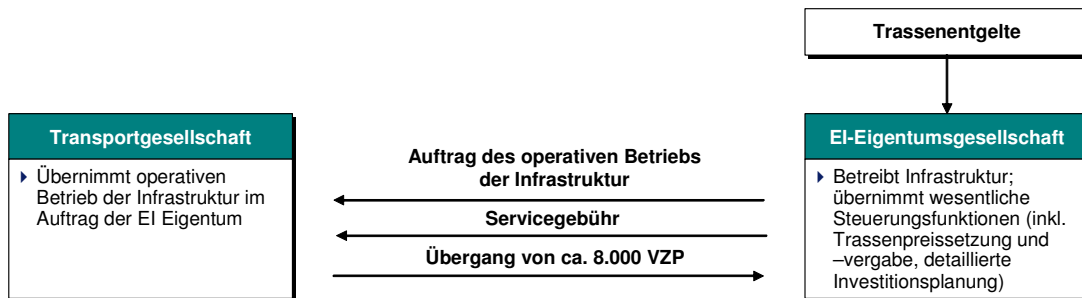 Trassenentgelte
Transportgesellschaft
Übernimmt operativen
Betrieb der Infrastruktur im
Auftrag der EI Eigentum
Auftrag des operativen Betriebs
der Infrastruktur
Servicegebühr
Übergang von ca. 8.000 VZP
EI-Eigentumsgesellschaft
Betreibt Infrastruktur;
übernimmt wesentliche
Steuerungsfunktionen (inkl.
Trassenpreissetzung und
–vergabe, detaillierte
Investitionsplanung)